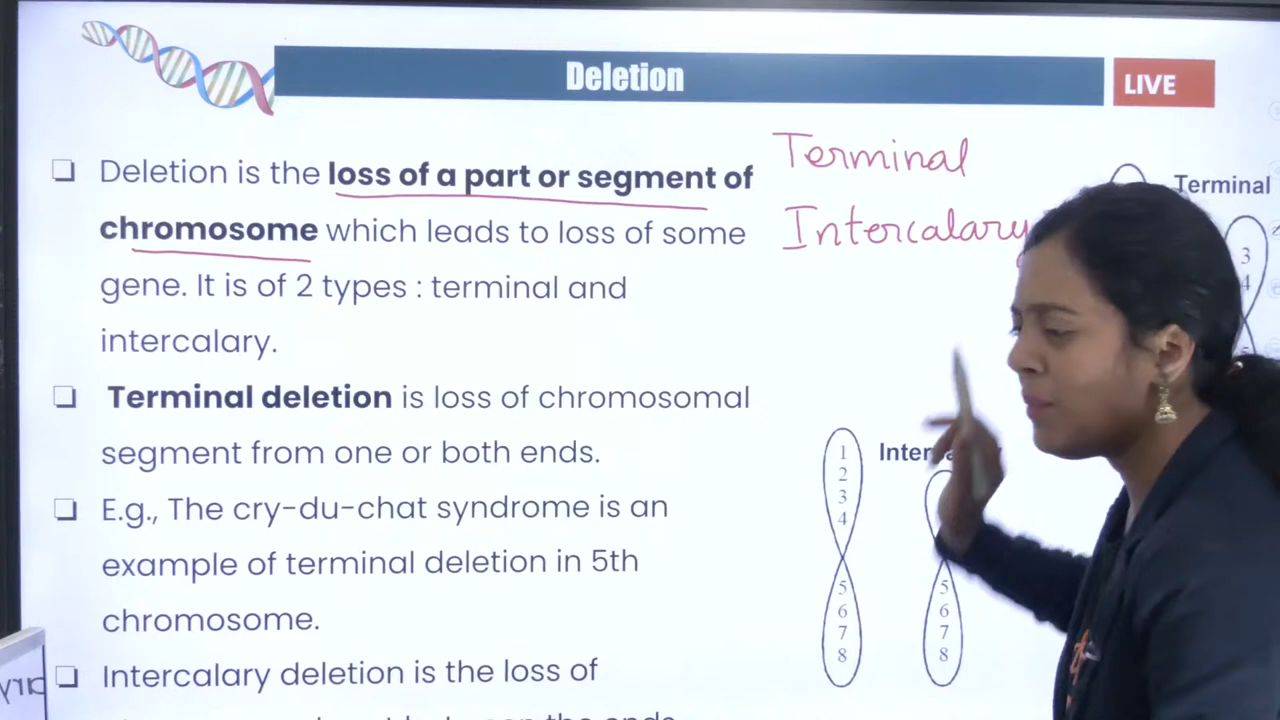 Deletion
LIVE
Deletion is the loss of a part or segment of
chromosome which leads to loss of some
gene. It is of 2 types : terminal and
intercalary.
Terminal deletion is loss of chromosomal
segment from one or both ends.
E.g., The cry-du-chat syndrome is an
example of terminal deletion in 5th
chromosome.
Intercalary deletion is the loss of
the ends
Terminal
Intercalary
Terminal
3
4
1
2
3
4
5
6
7
8
5
6
7
8